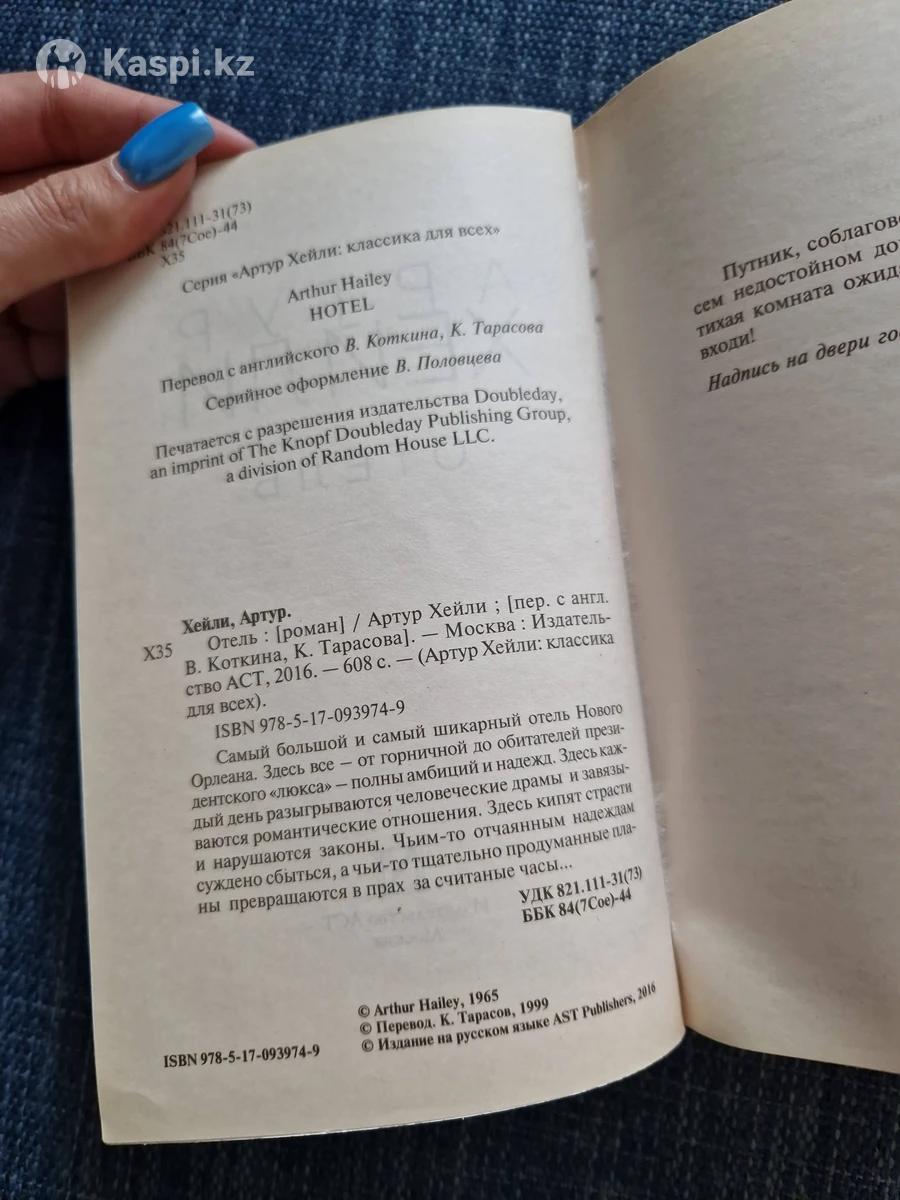 Kaspi.kz
821.111-31(73)
ББК 84(7Сое)-44
Х35
Серия «Артур Хейли: классика для всех»
Arthur Hailey
HOTEL
Перевод с английского В. Коткина, К. Тарасова
Серийное оформление В. Половцева
Печатается с разрешения издательства Doubleday,
an imprint of The Knopf Doubleday Publishing Group,
a division of Random House LLC.
Хейли, Артур.
Х35 Отель : [роман] / Артур Хейли ; [пер. с англ.
В. Коткина, К. Тарасова]. — Москва : Издатель-
ство АСТ, 2016. — 608 с. — (Артур Хейли: классика
для всех).
ISBN 978-5-17-093974-9
Самый большой и самый шикарный отель Нового
Орлеана. Здесь все — от горничной до обитателей прези-
дентского «люкса» — полны амбиций и надежд. Здесь каж-
дый день разыгрываются человеческие драмы и завязы-
ваются романтические отношения. Здесь кипят страсти
и нарушаются законы. Чьим-то отчаянным надеждам
суждено сбыться, а чьи-то тщательно продуманные пла-
ны превращаются в прах за считаные часы...
УДК 821.111-31(73)
ББК 84(7Сое)-44
© Arthur Hailey, 1965
© Перевод. К. Тарасов, 1999
© Издание на русском языке AST Publishers, 2016
ISBN 978-5-17-093974-9
Путник, соблагово
сем недостойном до
тихая комната ожид
входи!
Надпись на двери гос